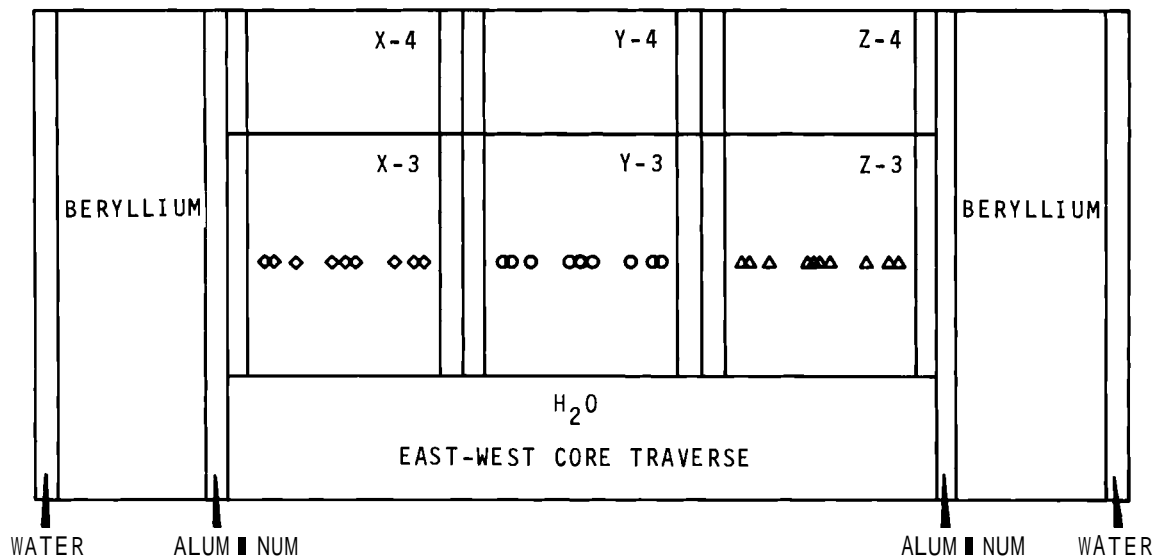 X-4 Y-4 Z-4
X-3 Y-3 Z-3
BERYLLIUM BERYLLIUM
H₂O
EAST-WEST CORE TRAVERSE
WATER ALUMINUM ALUMINUM WATER